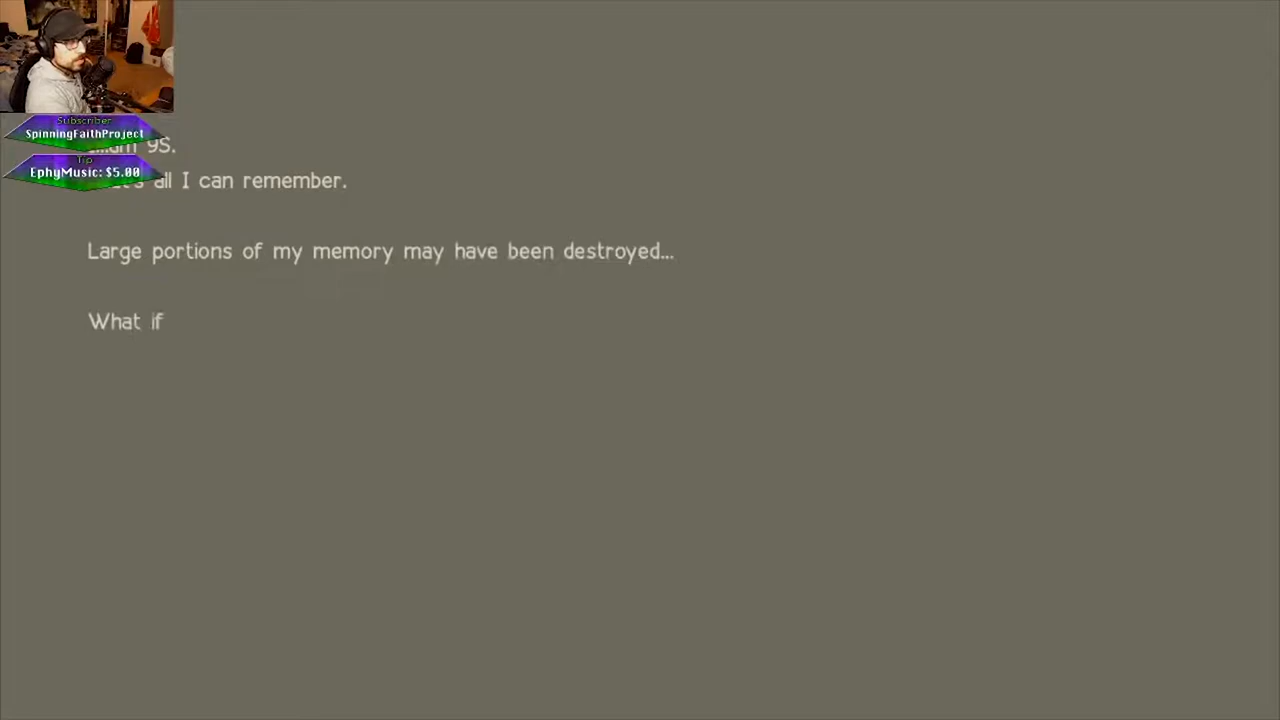 Subscriber
SpinningFaithProject
9S.
Tip
EphyMusic: $5.00
all I can remember.
Large portions of my memory may have been destroyed...
What if